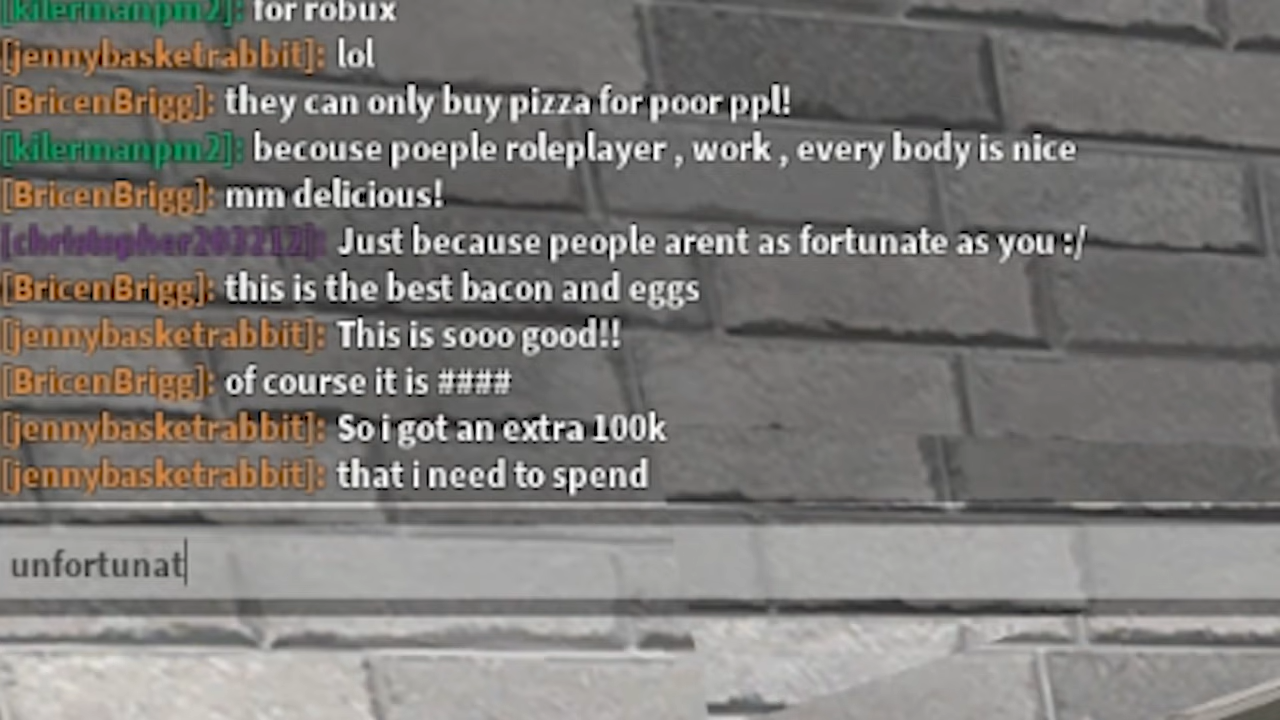 [kilermanpm2]: for robux
[jennybasketrabbit]: lol
[BricenBrigg]: they can only buy pizza for poor ppl!
[kilermanpm2]: becouse poeple roleplayer , work , every body is nice
[BricenBrigg]: mm delicious!
[christopher203212]: Just because people arent as fortunate as you :/
[BricenBrigg]: this is the best bacon and eggs
[jennybasketrabbit]: This is sooo good!!
[BricenBrigg]: of course it is ####
[jennybasketrabbit]: So i got an extra 100k
[jennybasketrabbit]: that i need to spend
unfortunat